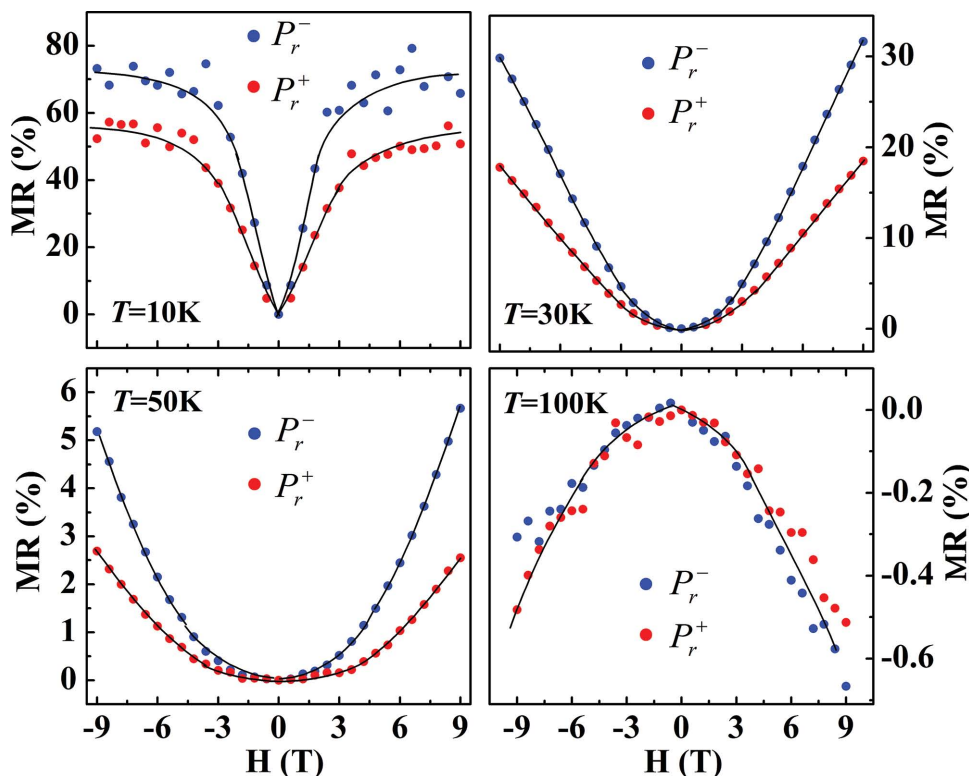 MR (%)
80
60
40
20
0
P_r^-
P_r^+
T=10K
30
20
10
0
MR (%)
P_r^-
P_r^+
T=30K
MR (%)
6
5
4
3
2
1
0
T=50K
P_r^-
P_r^+
-9 -6 -3 0 3 6 9
H (T)
T=100K
0.0
-0.2
-0.4
-0.6
MR (%)
P_r^-
P_r^+
-9 -6 -3 0 3 6 9
H (T)